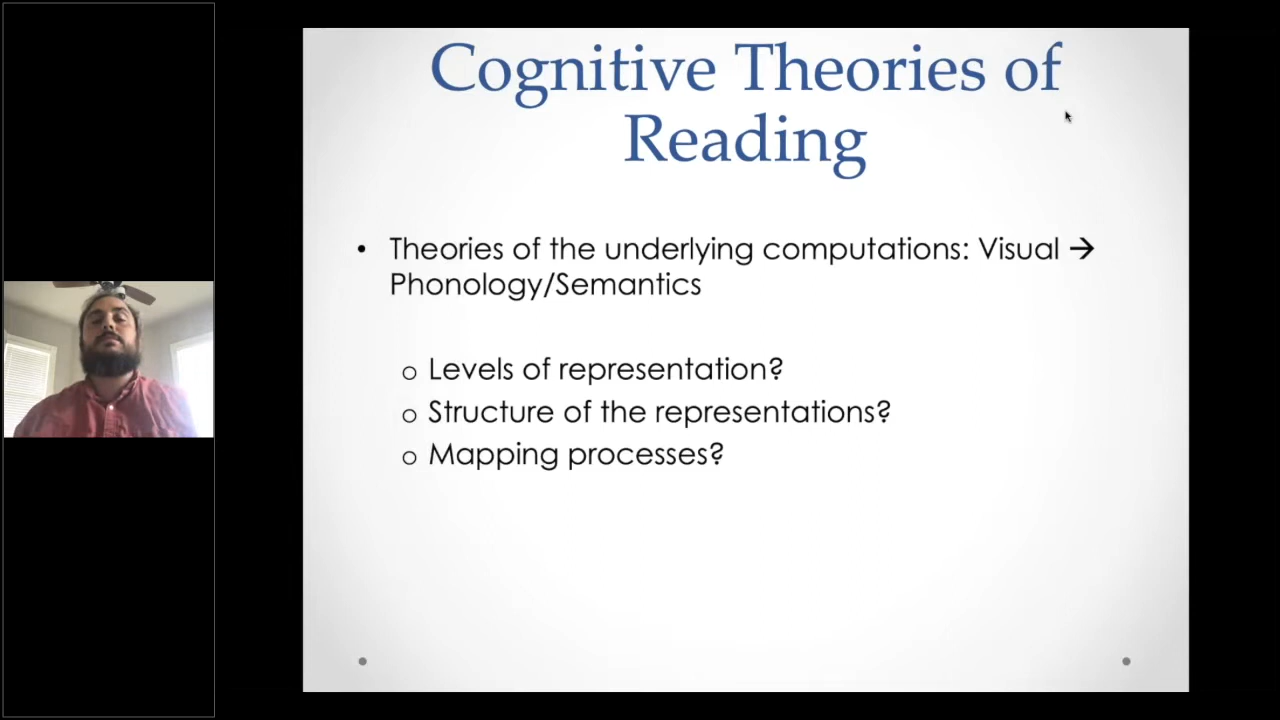 Cognitive Theories of
Reading
• Theories of the underlying computations: Visual →
Phonology/Semantics
o Levels of representation?
o Structure of the representations?
o Mapping processes?